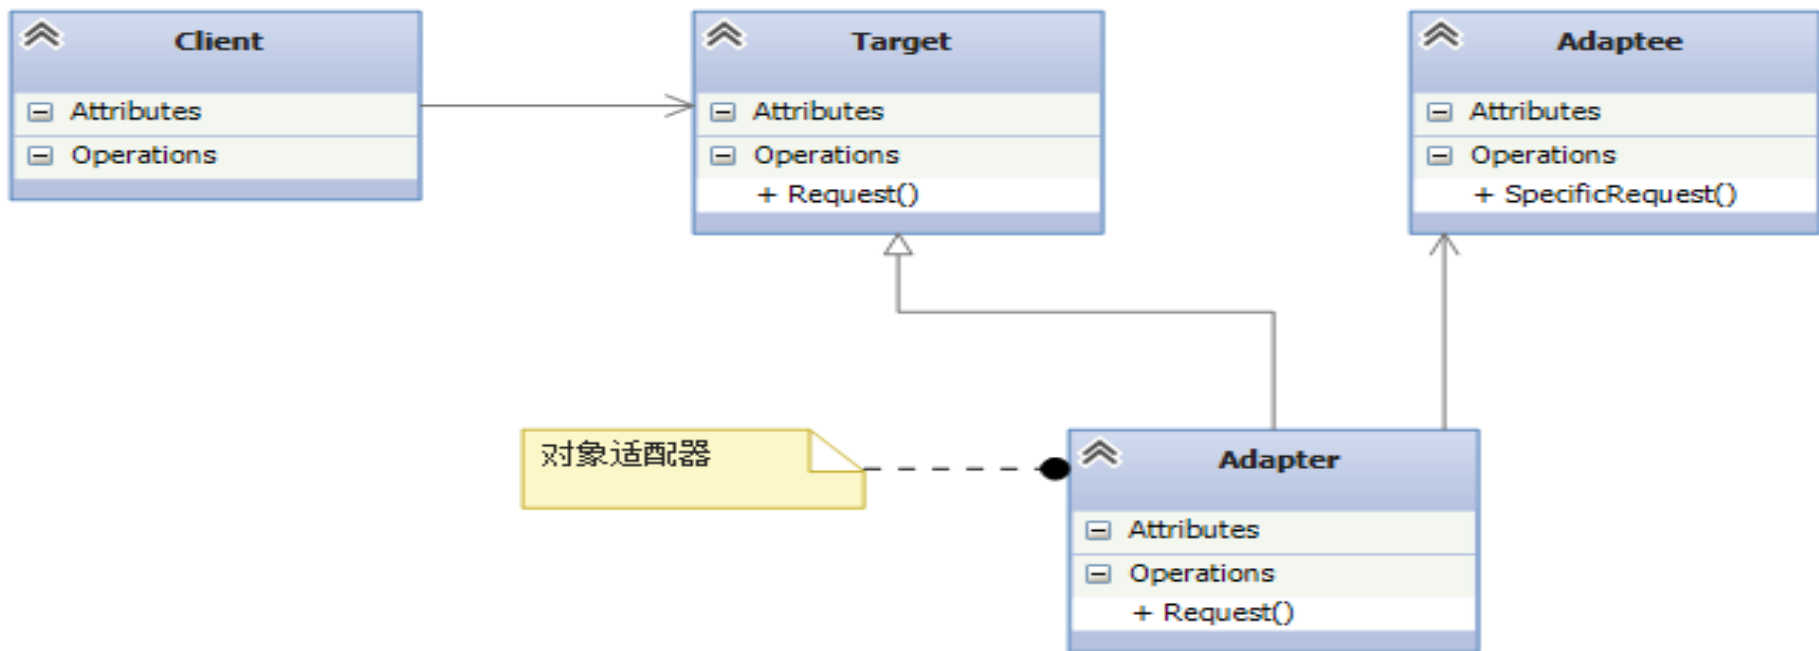 Client
Attributes
Operations
Target
Attributes
Operations
+ Request()
Adaptee
Attributes
Operations
+ SpecificRequest()
对象适配器
Adapter
Attributes
Operations
+ Request()